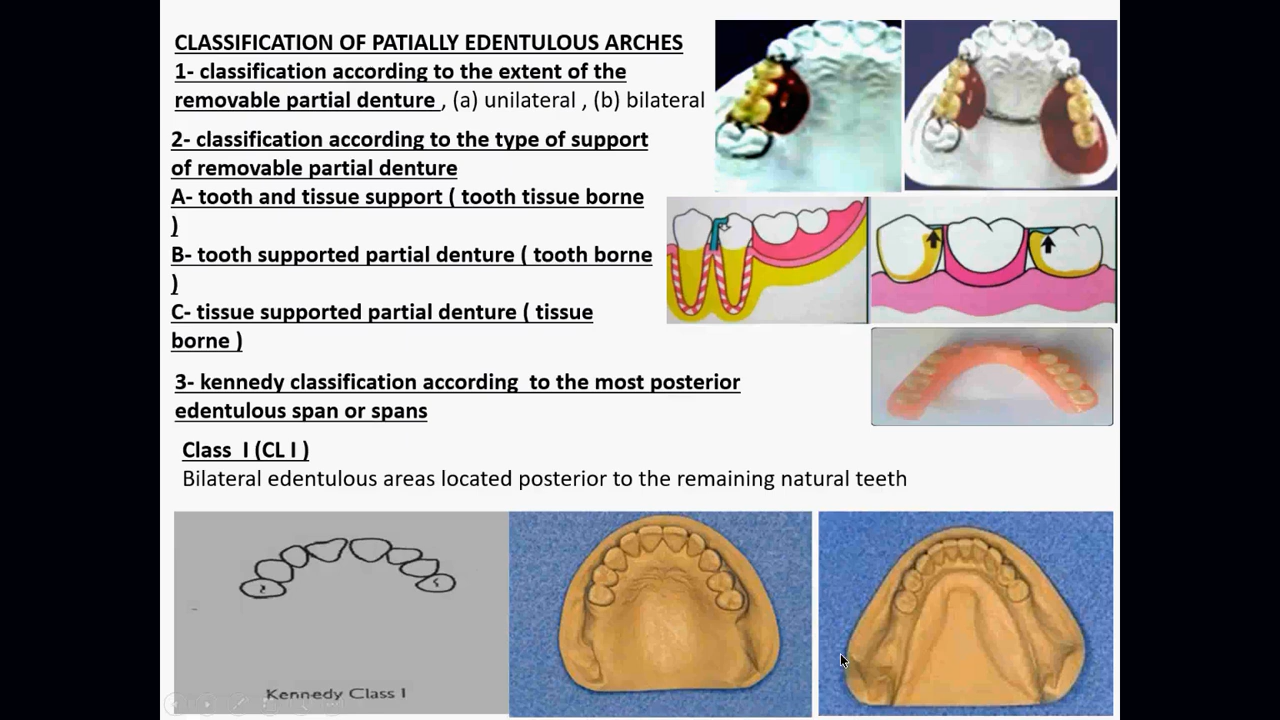 CLASSIFICATION OF PATIALLY EDENTULOUS ARCHES
1- classification according to the extent of the
removable partial denture , (a) unilateral , (b) bilateral
2- classification according to the type of support
of removable partial denture
A- tooth and tissue support ( tooth tissue borne
)
B- tooth supported partial denture ( tooth borne
)
C- tissue supported partial denture ( tissue
borne )
3- kennedy classification according to the most posterior
edentulous span or spans
Class I (CL I )
Bilateral edentulous areas located posterior to the remaining natural teeth
Kennedy Class I